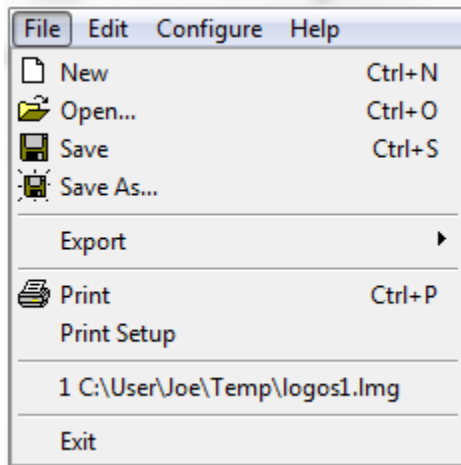 File Edit Configure Help
New Ctrl+N
Open... Ctrl+O
Save Ctrl+S
Save As...
Export
Print Ctrl+P
Print Setup
1 C:\User\Joe\Temp\logos1.lmg
Exit